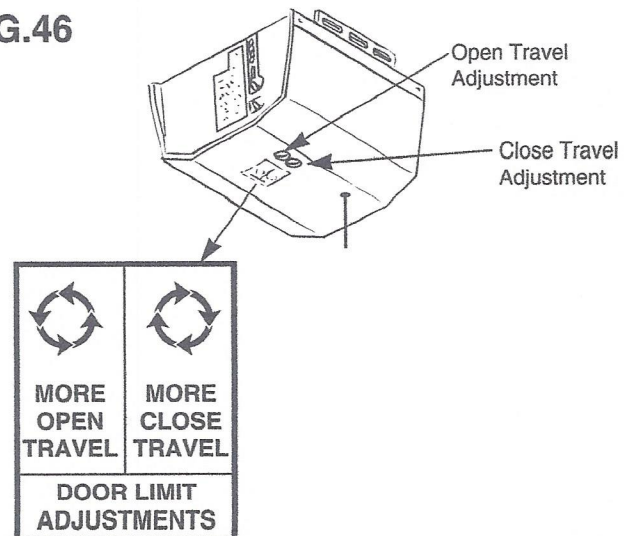 G.46
Open Travel
Adjustment
Close Travel
Adjustment
MORE
OPEN
TRAVEL
MORE
CLOSE
TRAVEL
DOOR LIMIT
ADJUSTMENTS